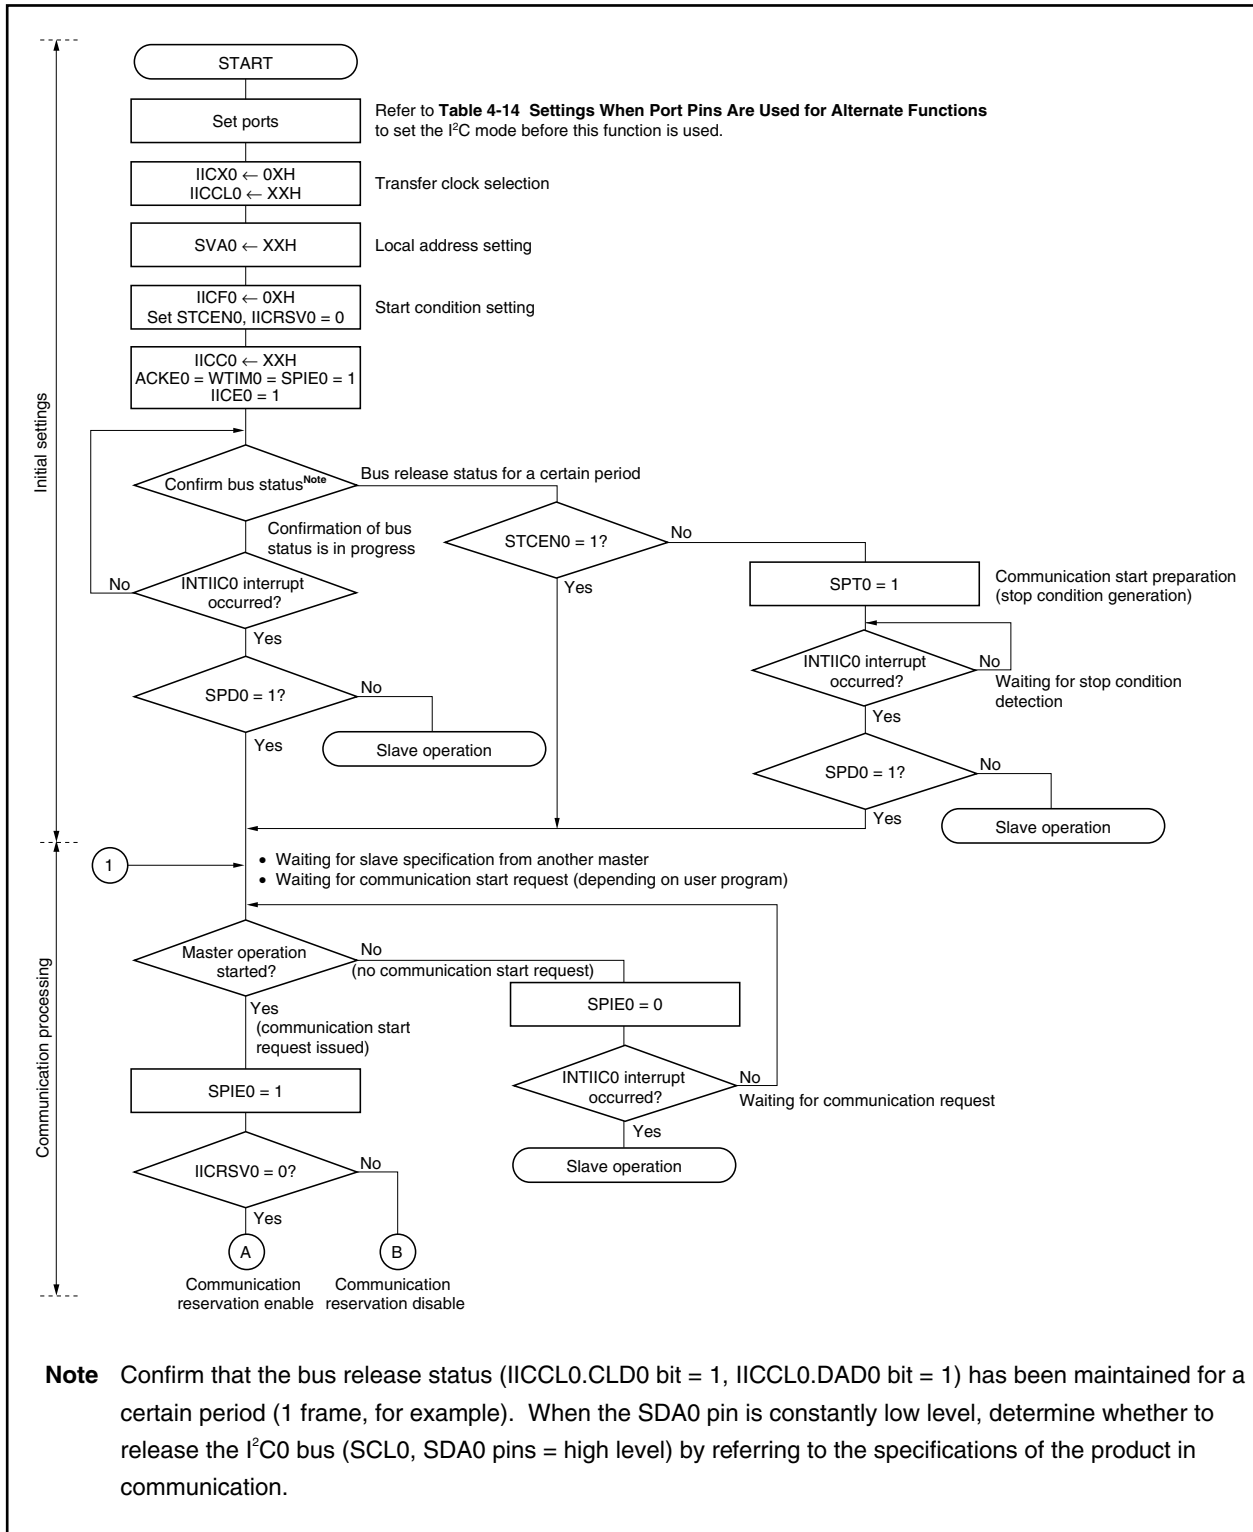 START
Set ports
Refer to Table 4-14 Settings When Port Pins Are Used for Alternate Functions
to set the I²C mode before this function is used.
IICX0 ← 0XH
IICCL0 ← XXH
Transfer clock selection
SVA0 ← XXH
Local address setting
IICF0 ← 0XH
Set STCEN0, IICRSV0 = 0
Start condition setting
IICC0 ← XXH
ACKE0 = WTIM0 = SPIE0 = 1
IICE0 = 1
Initial settings
Confirm bus status^Note
Bus release status for a certain period
Confirmation of bus
status is in progress
STCEN0 = 1?
No
Yes
No
INTIIC0 interrupt
occurred?
Yes
SPT0 = 1
Communication start preparation
(stop condition generation)
INTIIC0 interrupt
occurred?
No
Waiting for stop condition
detection
Yes
SPD0 = 1?
No
Yes
Slave operation
SPD0 = 1?
No
Yes
Slave operation
1
• Waiting for slave specification from another master
• Waiting for communication start request (depending on user program)
Communication processing
Master operation
started?
No
(no communication start request)
Yes
(communication start
request issued)
SPIE0 = 0
INTIIC0 interrupt
occurred?
No
Waiting for communication request
Yes
Slave operation
SPIE0 = 1
IICRSV0 = 0?
No
Yes
A
B
Communication
reservation enable
Communication
reservation disable
Note Confirm that the bus release status (IICCL0.CLD0 bit = 1, IICCL0.DAD0 bit = 1) has been maintained for a
certain period (1 frame, for example). When the SDA0 pin is constantly low level, determine whether to
release the I²C0 bus (SCL0, SDA0 pins = high level) by referring to the specifications of the product in
communication.